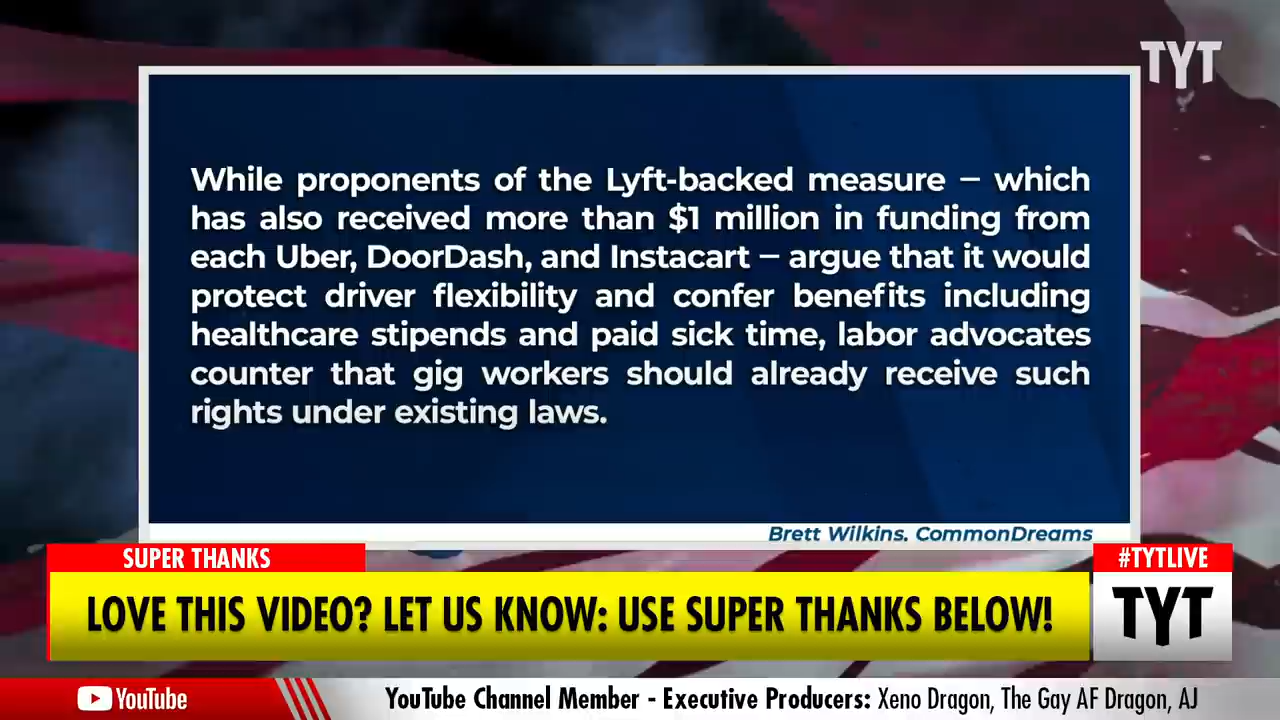 TYT
While proponents of the Lyft-backed measure – which
has also received more than $1 million in funding from
each Uber, DoorDash, and Instacart – argue that it would
protect driver flexibility and confer benefits including
healthcare stipends and paid sick time, labor advocates
counter that gig workers should already receive such
rights under existing laws.
Brett Wilkins, CommonDreams
SUPER THANKS
#TYTLIVE
LOVE THIS VIDEO? LET US KNOW: USE SUPER THANKS BELOW!
TYT
YouTube
YouTube Channel Member - Executive Producers: Xeno Dragon, The Gay AF Dragon, AJ